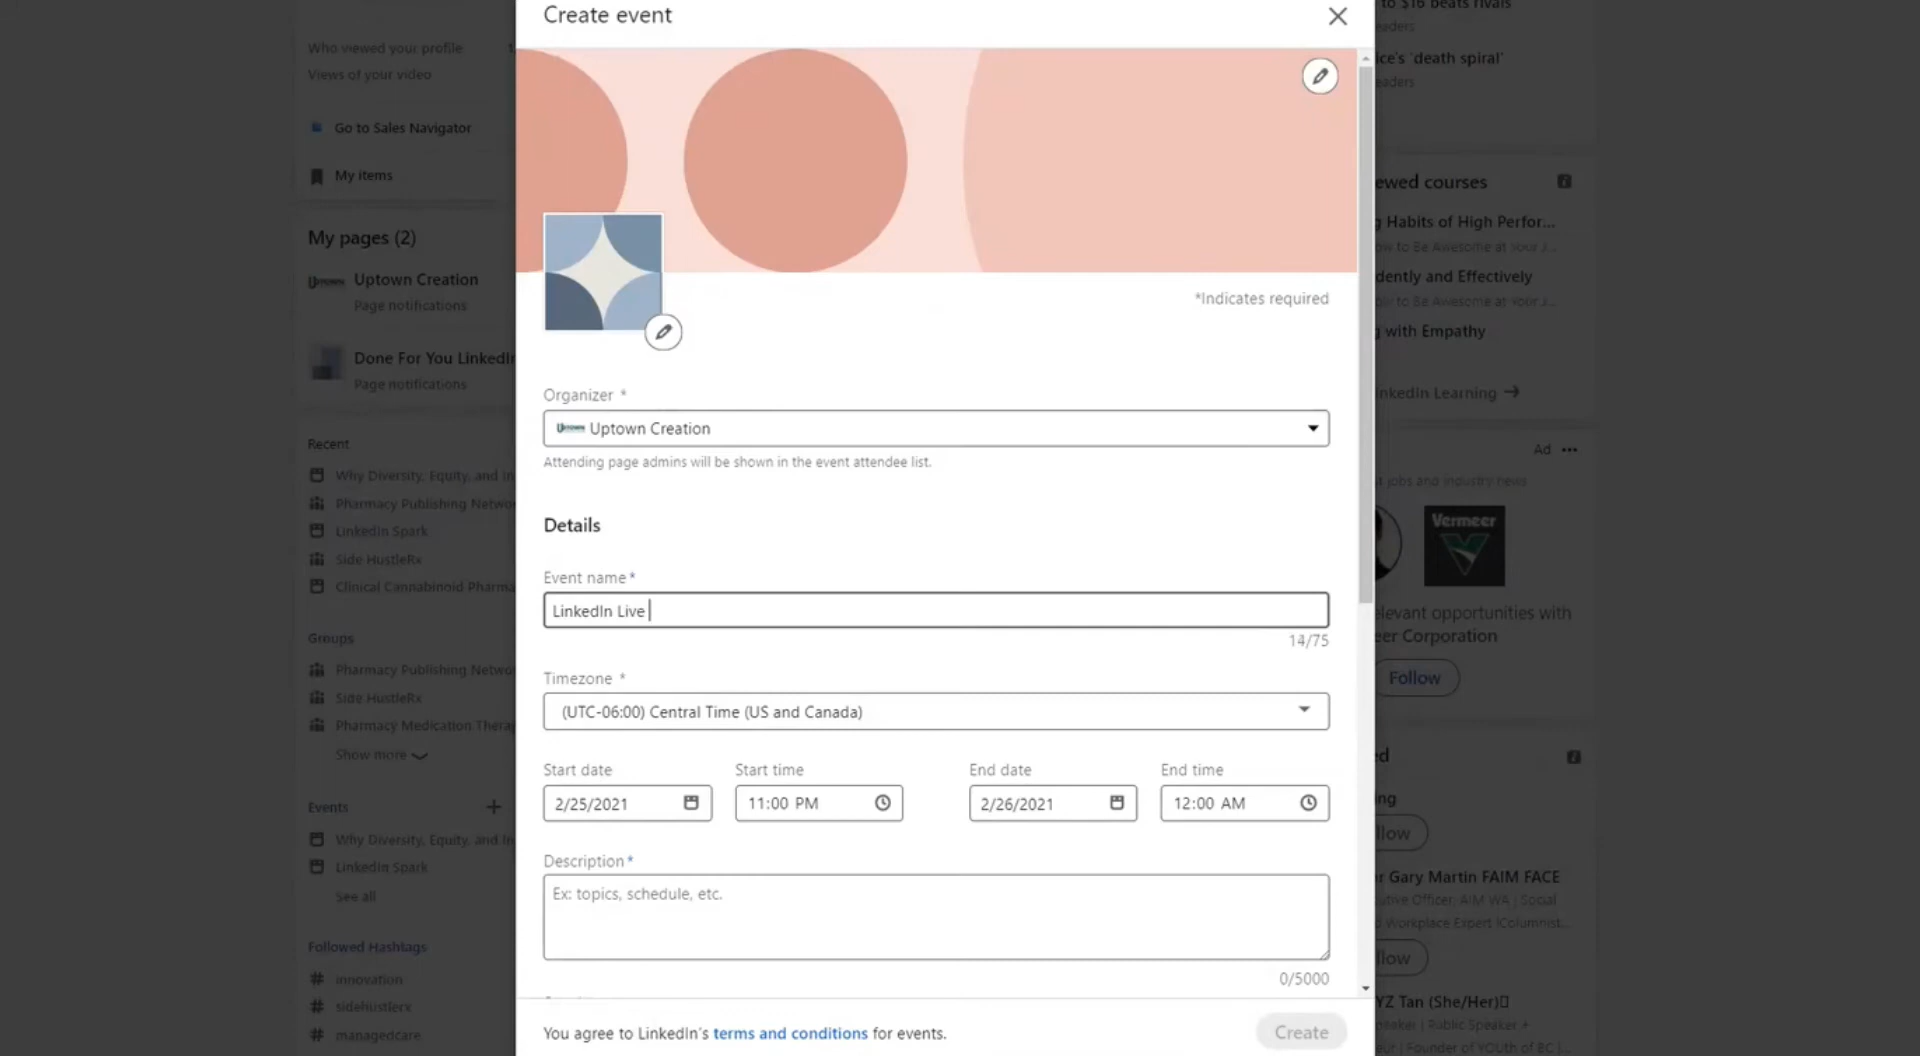 Create event
*Indicates required
Organizer *
Uptown Creation
Attending page admins will be shown in the event attendee list.
Details
Event name*
LinkedIn Live
14/75
Timezone *
(UTC-06:00) Central Time (US and Canada)
Start date
Start time
End date
End time
2/25/2021
11:00 PM
2/26/2021
12:00 AM
Description*
Ex: topics, schedule, etc.
0/5000
You agree to LinkedIn's terms and conditions for events.
Create
Who viewed your profile
Views of your video
Go to Sales Navigator
My items
My pages (2)
Uptown Creation
Page notifications
Done For You LinkedIn
Page notifications
Recent
Why Diversity, Equity, and In
Pharmacy Publishing Netwo
LinkedIn Spark
Side HustleRx
Clinical Cannabinoid Pharma
Groups
Pharmacy Publishing Netwo
Side HustleRx
Pharmacy Medication Therap
Show more
Events
Why Diversity, Equity, and In
LinkedIn Spark
See all
Followed Hashtags
# innovation
# sidehustlerx
# managedcare
to $16 beats rivals
eaders
ice's 'death spiral'
eaders
ewed courses
g Habits of High Perfor...
ow to Be Awesome at Your J...
dently and Effectively
ow to Be Awesome at Your J...
g with Empathy
inkedIn Learning
Ad
t jobs and industry news
Vermeer
elevant opportunities with
eer Corporation
Follow
ed
ing
llow
r Gary Martin FAIM FACE
utive Officer, AIM WA | Social
d Workplace Expert |Columnist...
llow
YZ Tan (She/Her)
peaker | Public Speaker +
eur | Founder of YOUth of BC |...